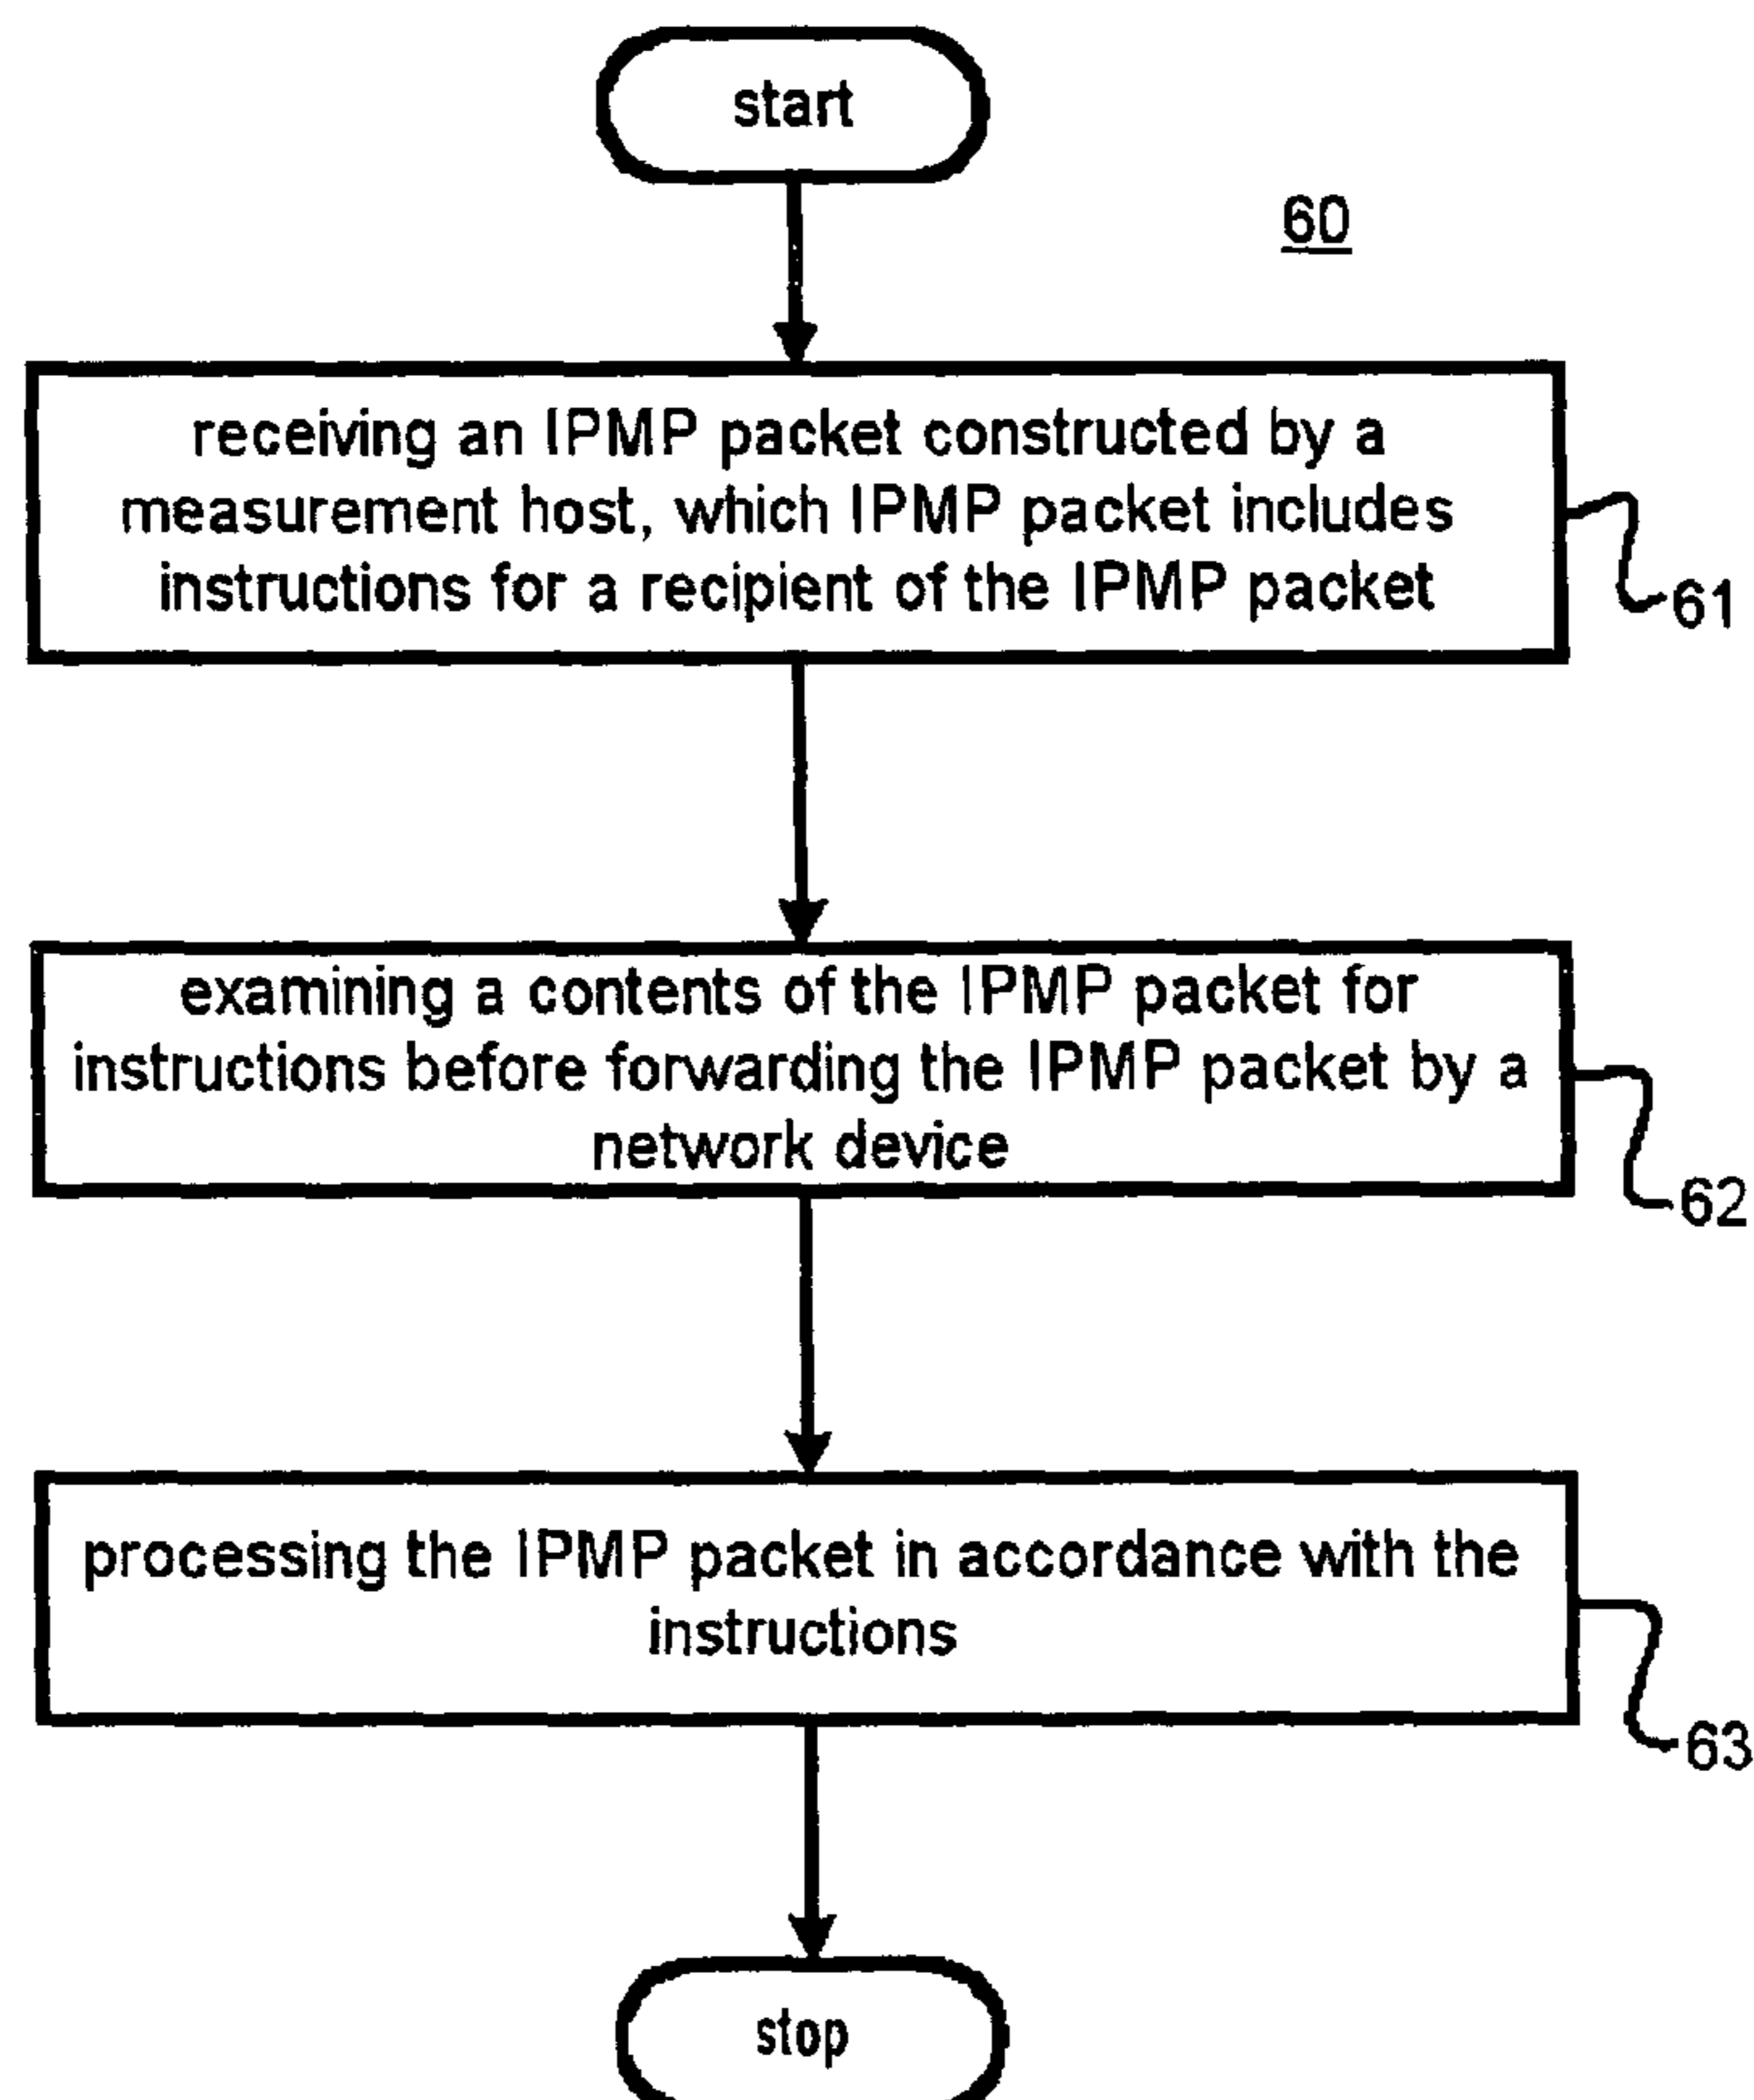 start
60
receiving an IPMP packet constructed by a
measurement host, which IPMP packet includes
instructions for a recipient of the IPMP packet
61
examining a contents of the IPMP packet for
instructions before forwarding the IPMP packet by a
network device
62
processing the IPMP packet in accordance with the
instructions
63
stop